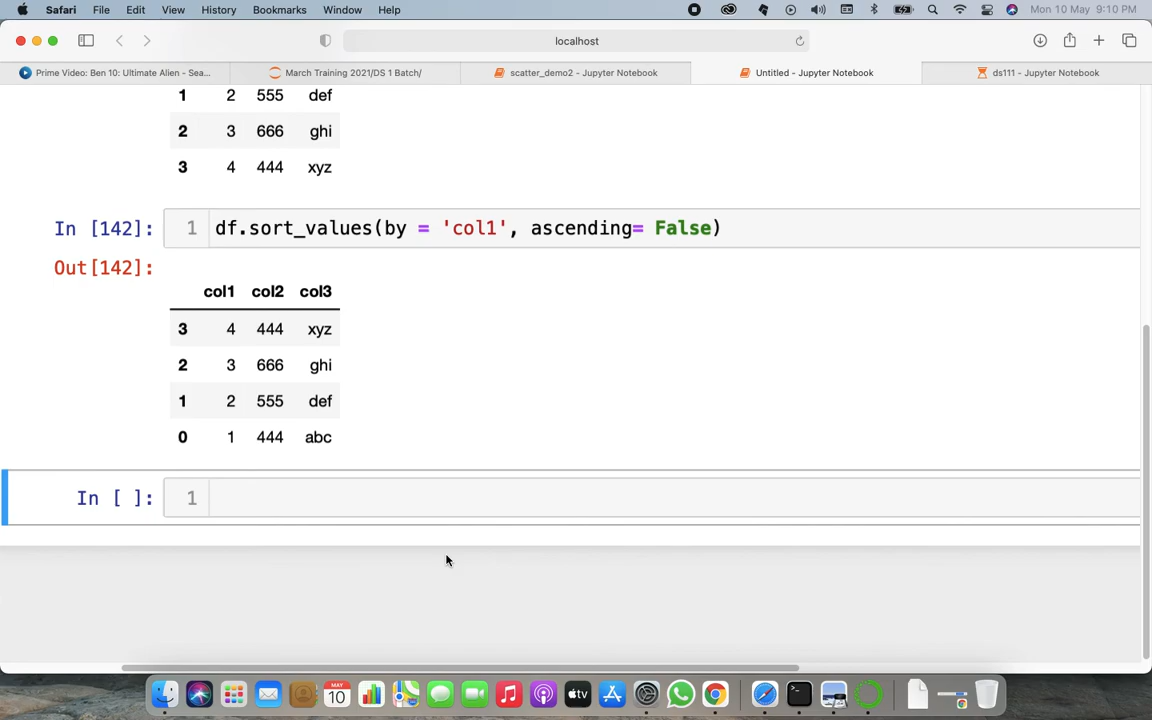 Safari File Edit View History Bookmarks Window Help Mon 10 May 9:10 PM
localhost
Prime Video: Ben 10: Ultimate Alien - Sea... March Training 2021/DS 1 Batch/ scatter_demo2 - Jupyter Notebook Untitled - Jupyter Notebook ds111 - Jupyter Notebook
1 2 555 def
2 3 666 ghi
3 4 444 xyz
In [142]: 1 df.sort_values(by = 'col1', ascending= False)
Out[142]:
col1 col2 col3
3 4 444 xyz
2 3 666 ghi
1 2 555 def
0 1 444 abc
In [ ]: 1
MAY
10
tv